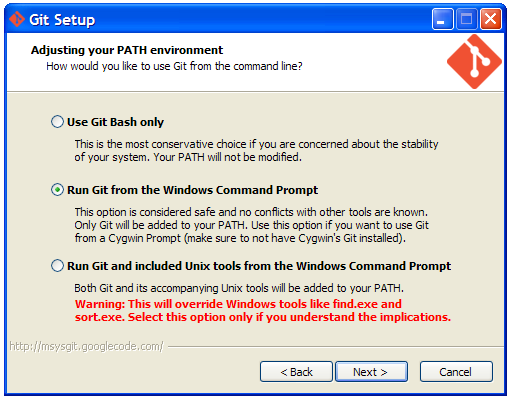 Git Setup
Adjusting your PATH environment
How would you like to use Git from the command line?
Use Git Bash only
This is the most conservative choice if you are concerned about the stability
of your system. Your PATH will not be modified.
Run Git from the Windows Command Prompt
This option is considered safe and no conflicts with other tools are known.
Only Git will be added to your PATH. Use this option if you want to use Git
from a Cygwin Prompt (make sure to not have Cygwin's Git installed).
Run Git and included Unix tools from the Windows Command Prompt
Both Git and its accompanying Unix tools will be added to your PATH.
Warning: This will override Windows tools like find.exe and
sort.exe. Select this option only if you understand the implications.
http://msysgit.googlecode.com/
< Back
Next >
Cancel